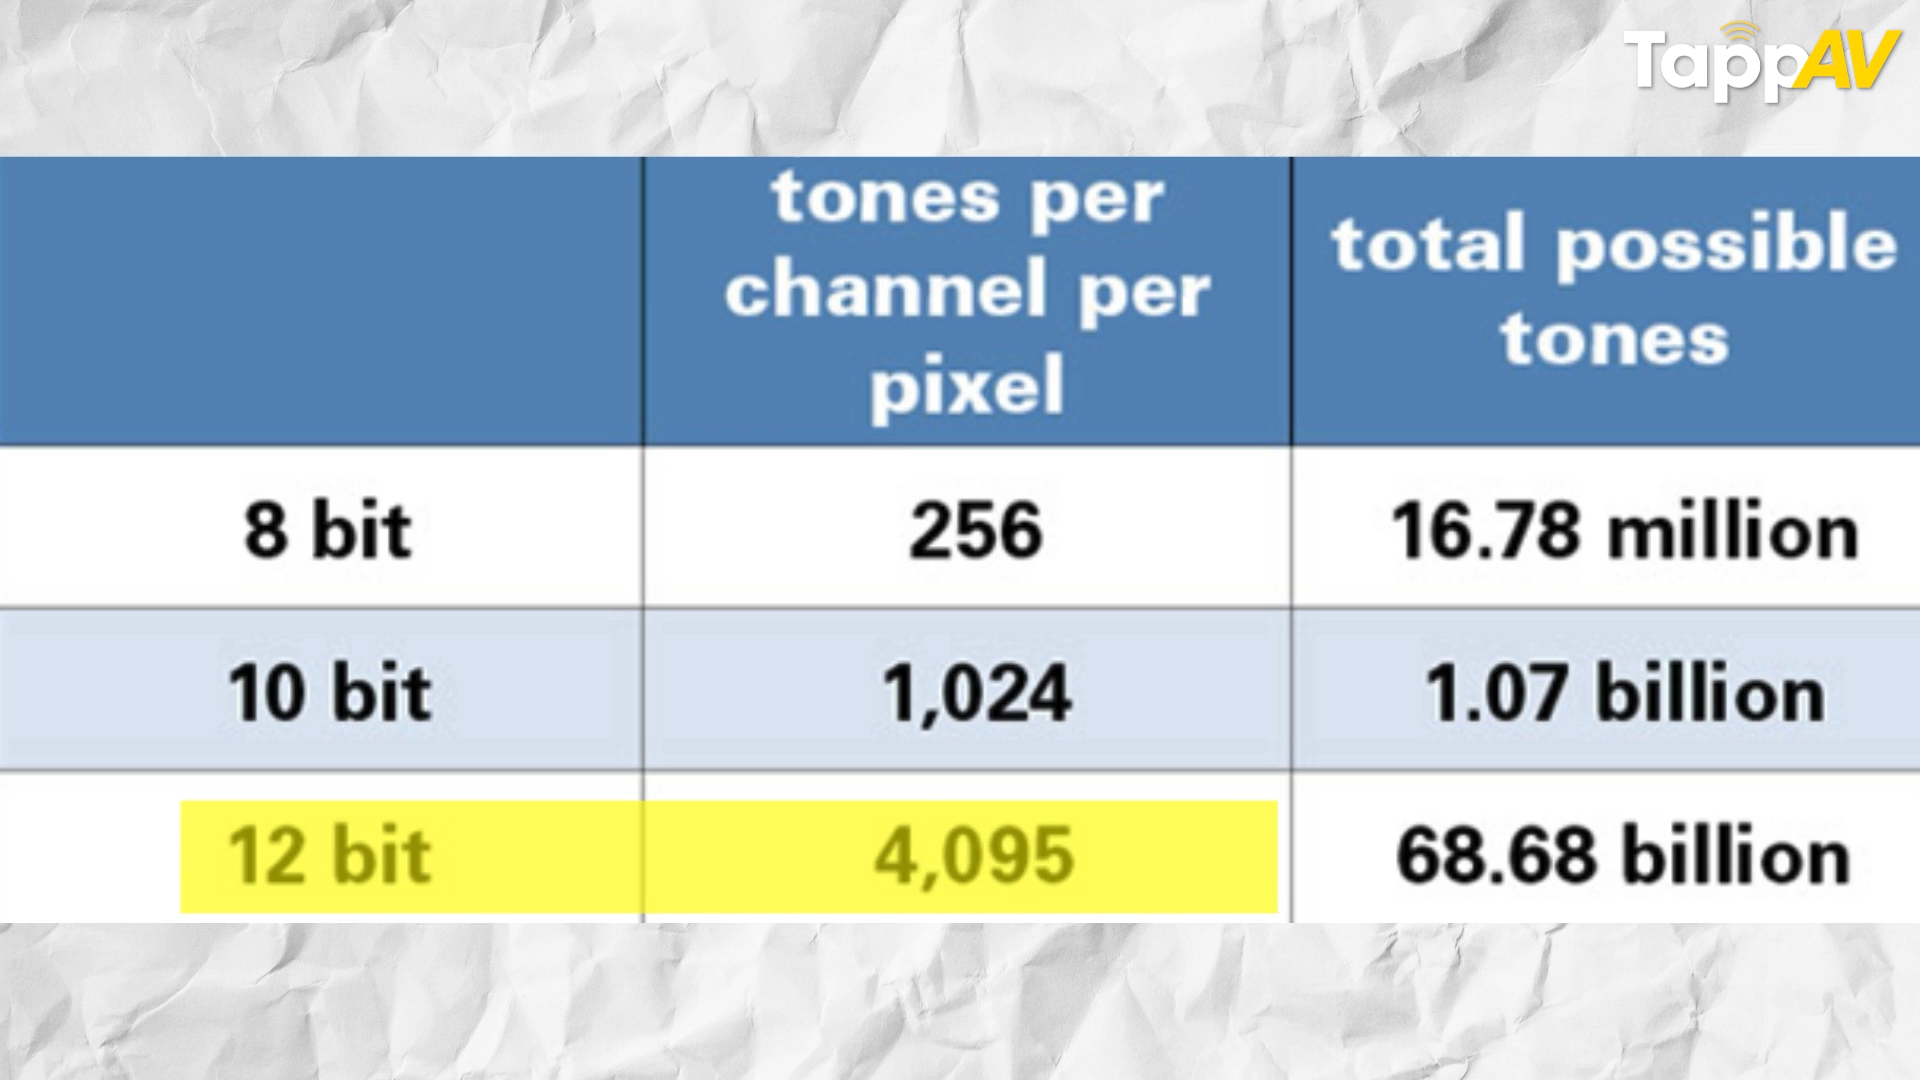 TappAV
tones per
channel per
pixel
total possible
tones
8 bit
256
16.78 million
10 bit
1,024
1.07 billion
12 bit
4,095
68.68 billion